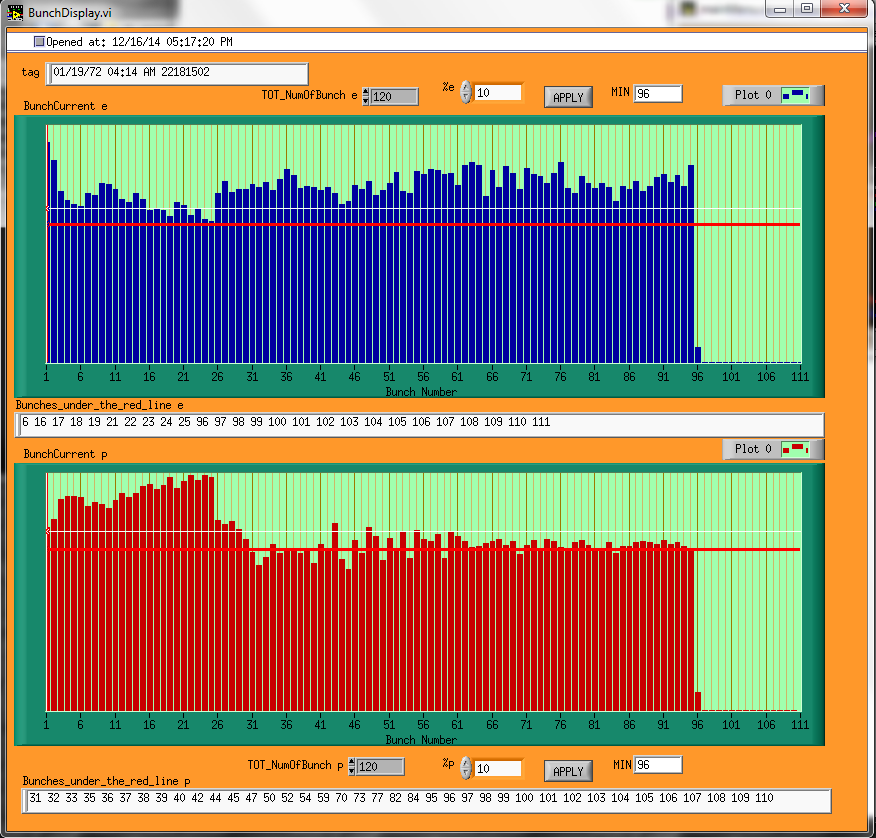 BunchDisplay.vi
Opened at: 12/16/14 05:17:20 PM
tag 01/19/72 04:14 AM 22181502
TOT_NumOfBunch e 120 %e 10 APPLY MIN 96 Plot 0
BunchCurrent e
1 6 11 16 21 26 31 36 41 46 51 56 61 66 71 76 81 86 91 96 101 106 111
Bunch Number
Bunches_under_the_red_line e
6 16 17 18 19 21 22 23 24 25 96 97 98 99 100 101 102 103 104 105 106 107 108 109 110 111
BunchCurrent p Plot 0
1 6 11 16 21 26 31 36 41 46 51 56 61 66 71 76 81 86 91 96 101 106 111
Bunch Number
TOT_NumOfBunch p 120 %p 10 APPLY MIN 96
Bunches_under_the_red_line p
31 32 33 35 36 37 38 39 40 42 44 45 47 50 52 54 59 70 73 77 82 84 95 96 97 98 99 100 101 102 103 104 105 106 107 108 109 110